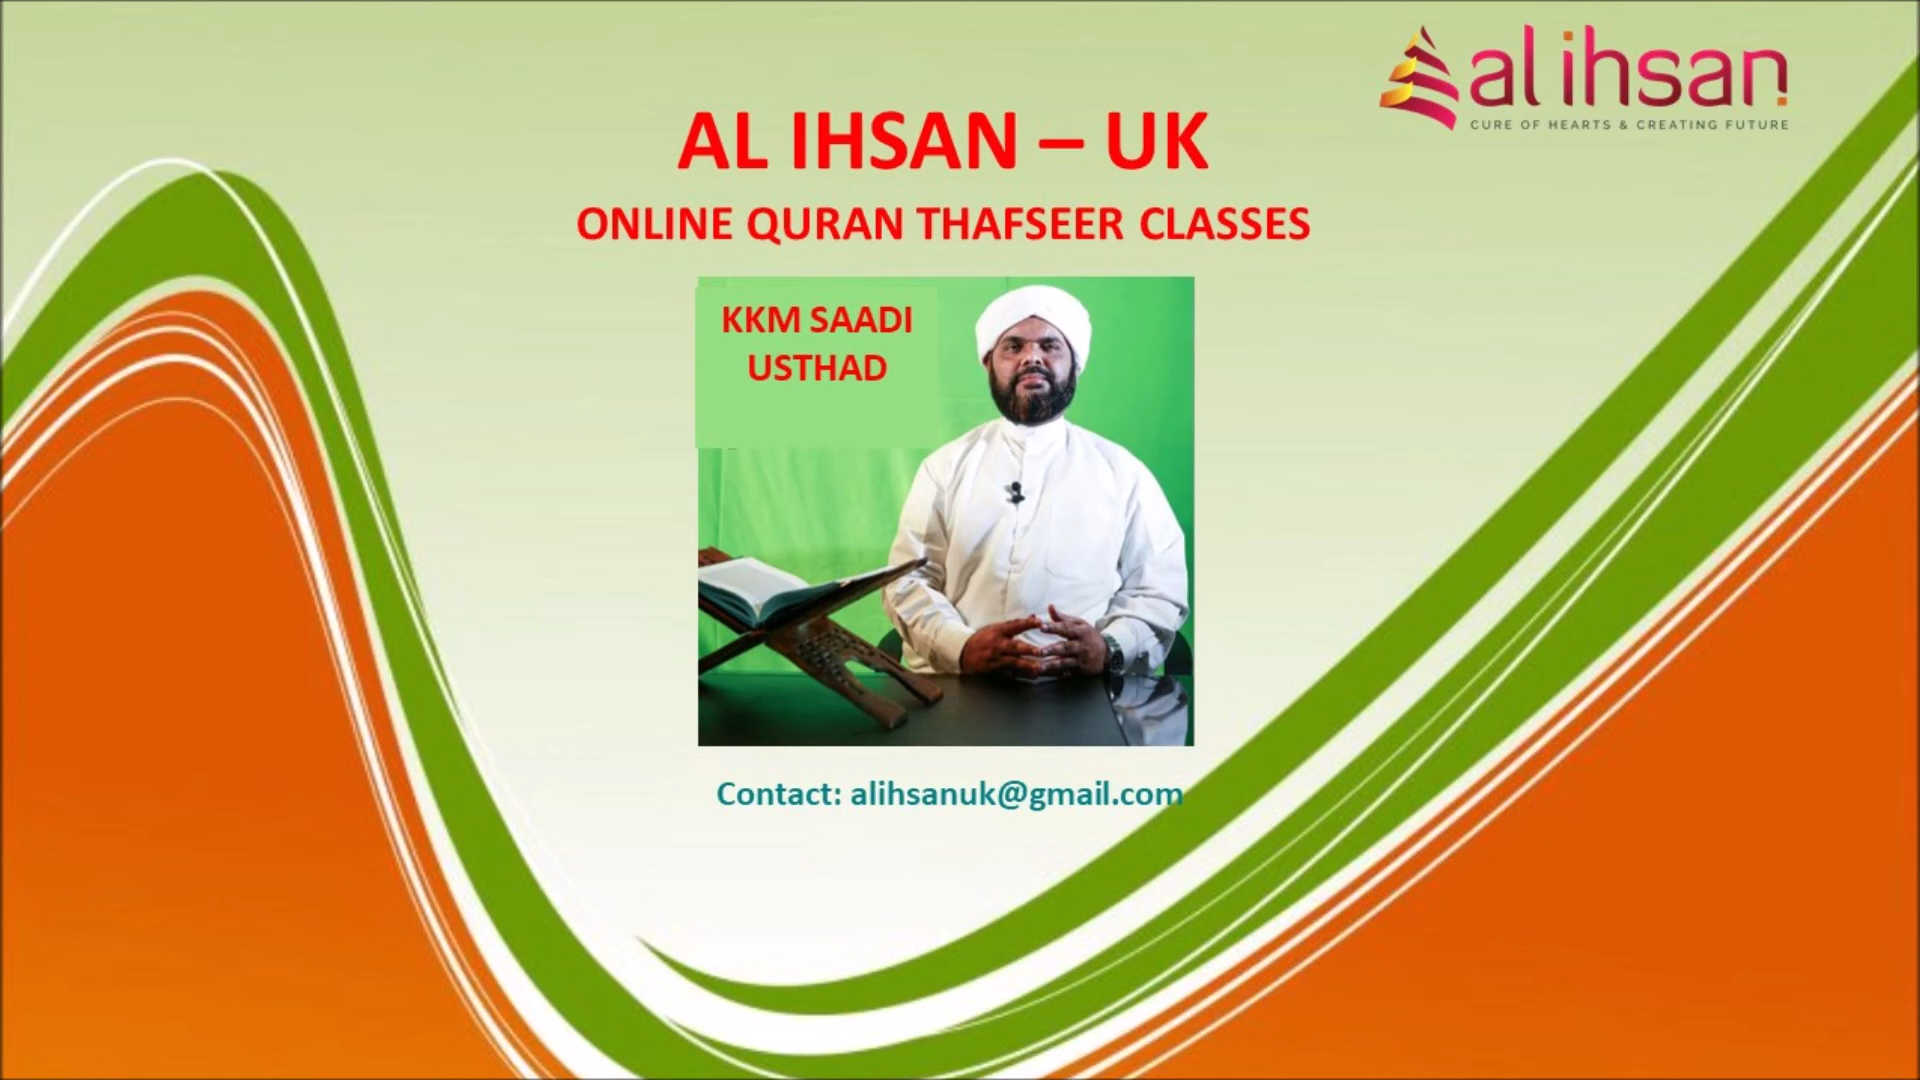 al ihsan
CURE OF HEARTS & CREATING FUTURE
AL IHSAN – UK
ONLINE QURAN THAFSEER CLASSES
KKM SAADI
USTHAD
Contact: alihsanuk@gmail.com